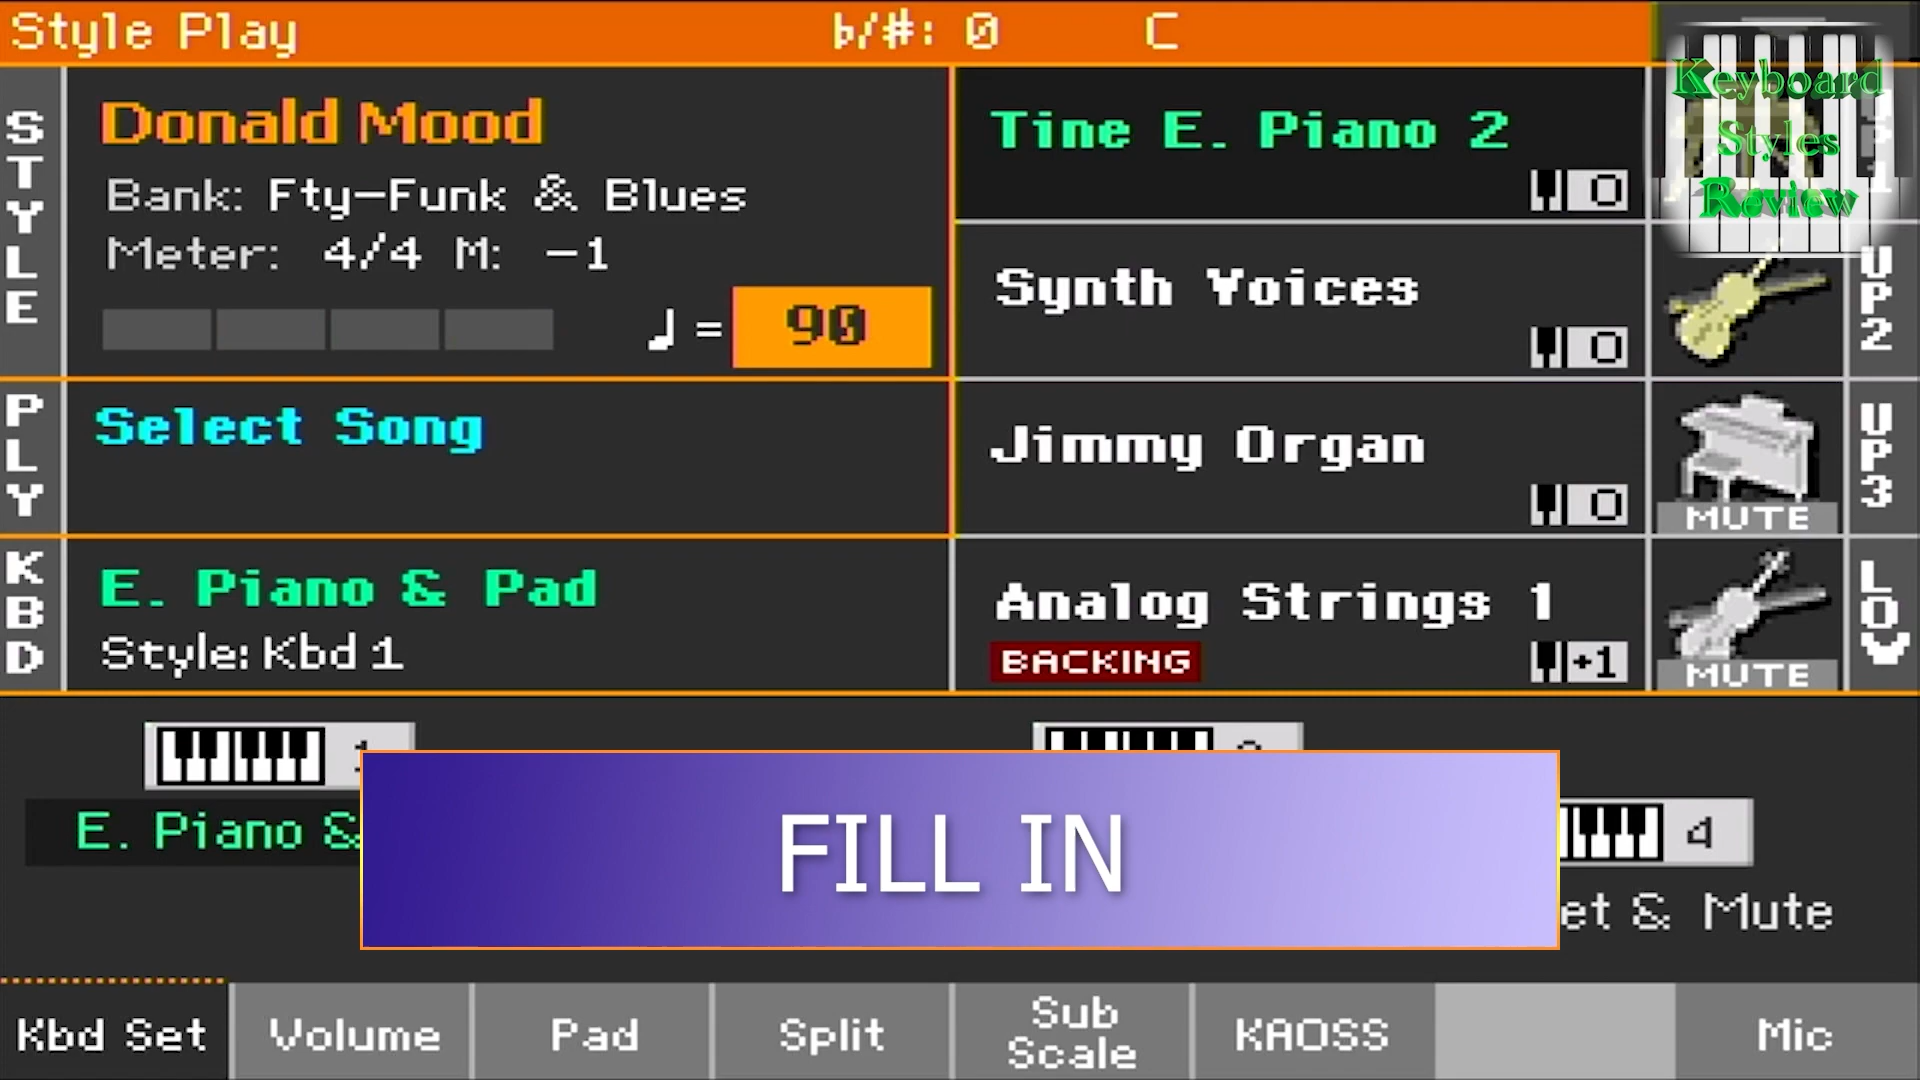 Style Play
♭/#: 0
C
Keyboard
Styles
Review
STYLE
Donald Mood
Bank: Fty-Funk & Blues
Meter: 4/4 M: -1
♩ = 90
Tine E. Piano 2
0
Synth Voices
0
UP2
PLY
Select Song
Jimmy Organ
0
MUTE
UP3
KBD
E. Piano & Pad
Style: Kbd 1
Analog Strings 1
BACKING
+1
MUTE
LOW
E. Piano &
4
FILL IN
& Mute
Kbd Set
Volume
Pad
Split
Sub
Scale
KAOSS
Mic